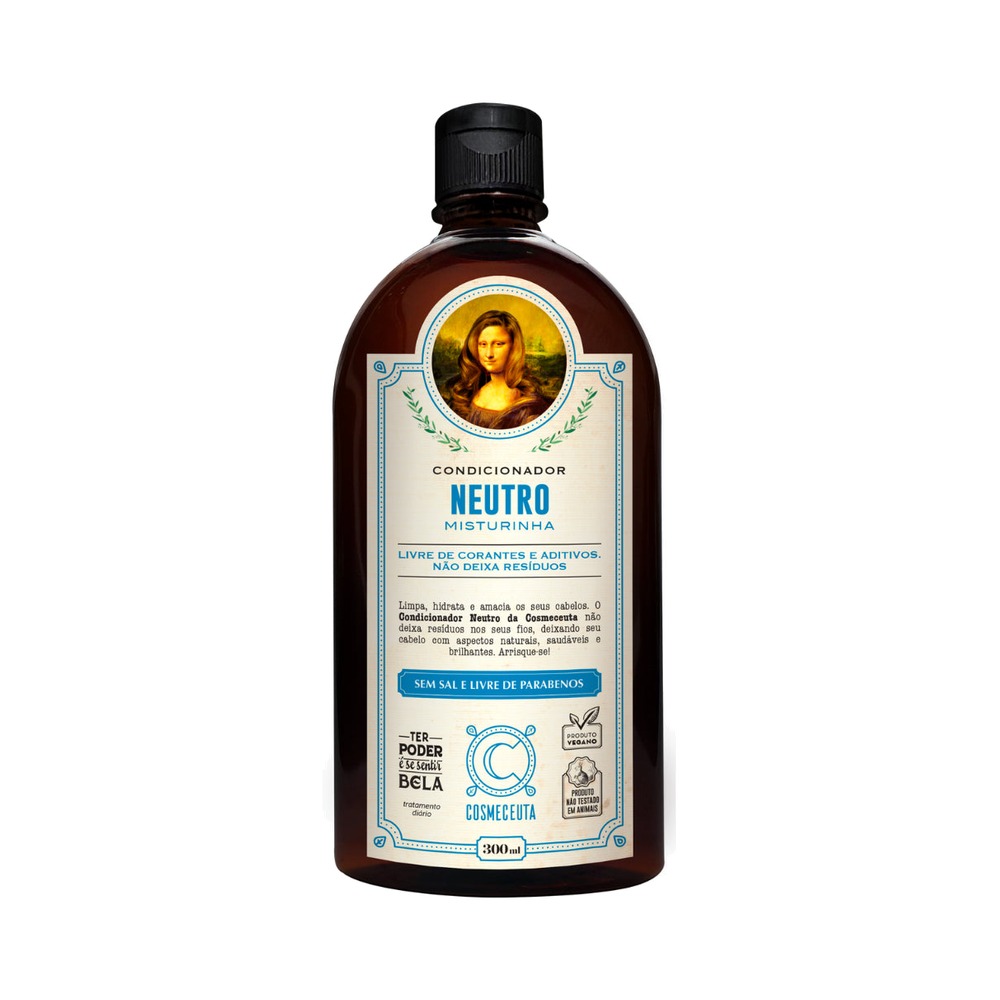 CONDICIONADOR
NEUTRO
MISTURINHA
LIVRE DE CORANTES E ADITIVOS.
NÃO DEIXA RESÍDUOS
Limpa, hidrata e amacia os seus cabelos. O
Condicionador Neutro da Cosmeceuta não
deixa resíduos nos seus fios, deixando seu
cabelo com aspectos naturais, saudáveis e
brilhantes. Arrisque-se!
SEM SAL E LIVRE DE PARABENOS
TER
PODER
é se sentir
BELA
tratamento
diário
C
COSMECEUTA
PRODUTO
VEGANO
PRODUTO
NÃO TESTADO
EM ANIMAIS
300 ml